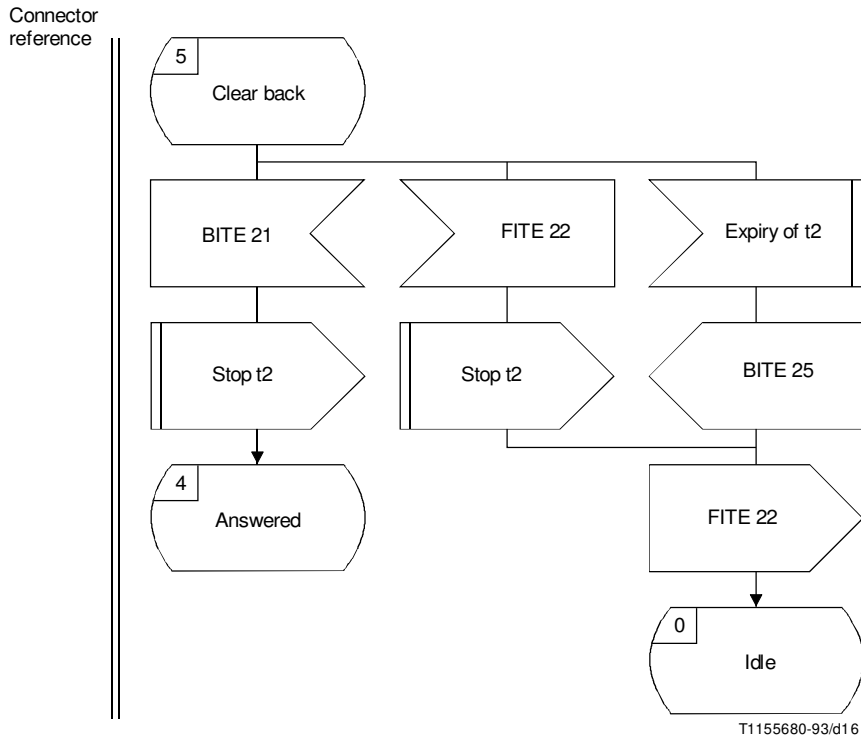 Connector
reference
5
Clear back
BITE 21
FITE 22
Expiry of t2
Stop t2
Stop t2
BITE 25
4
Answered
FITE 22
0
Idle
T1155680-93/d16